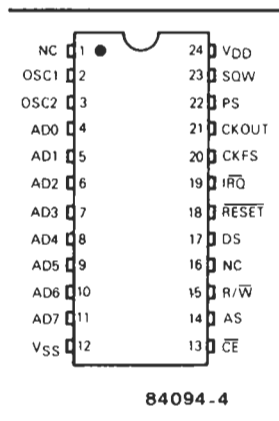 NC 1 24 VDD
OSC1 2 23 SQW
OSC2 3 22 PS
AD0 4 21 CKOUT
AD1 5 20 CKFS
AD2 6 19 IRQ
AD3 7 18 RESET
AD4 8 17 DS
AD5 9 16 NC
AD6 10 15 R/W
AD7 11 14 AS
VSS 12 13 CE
84094-4